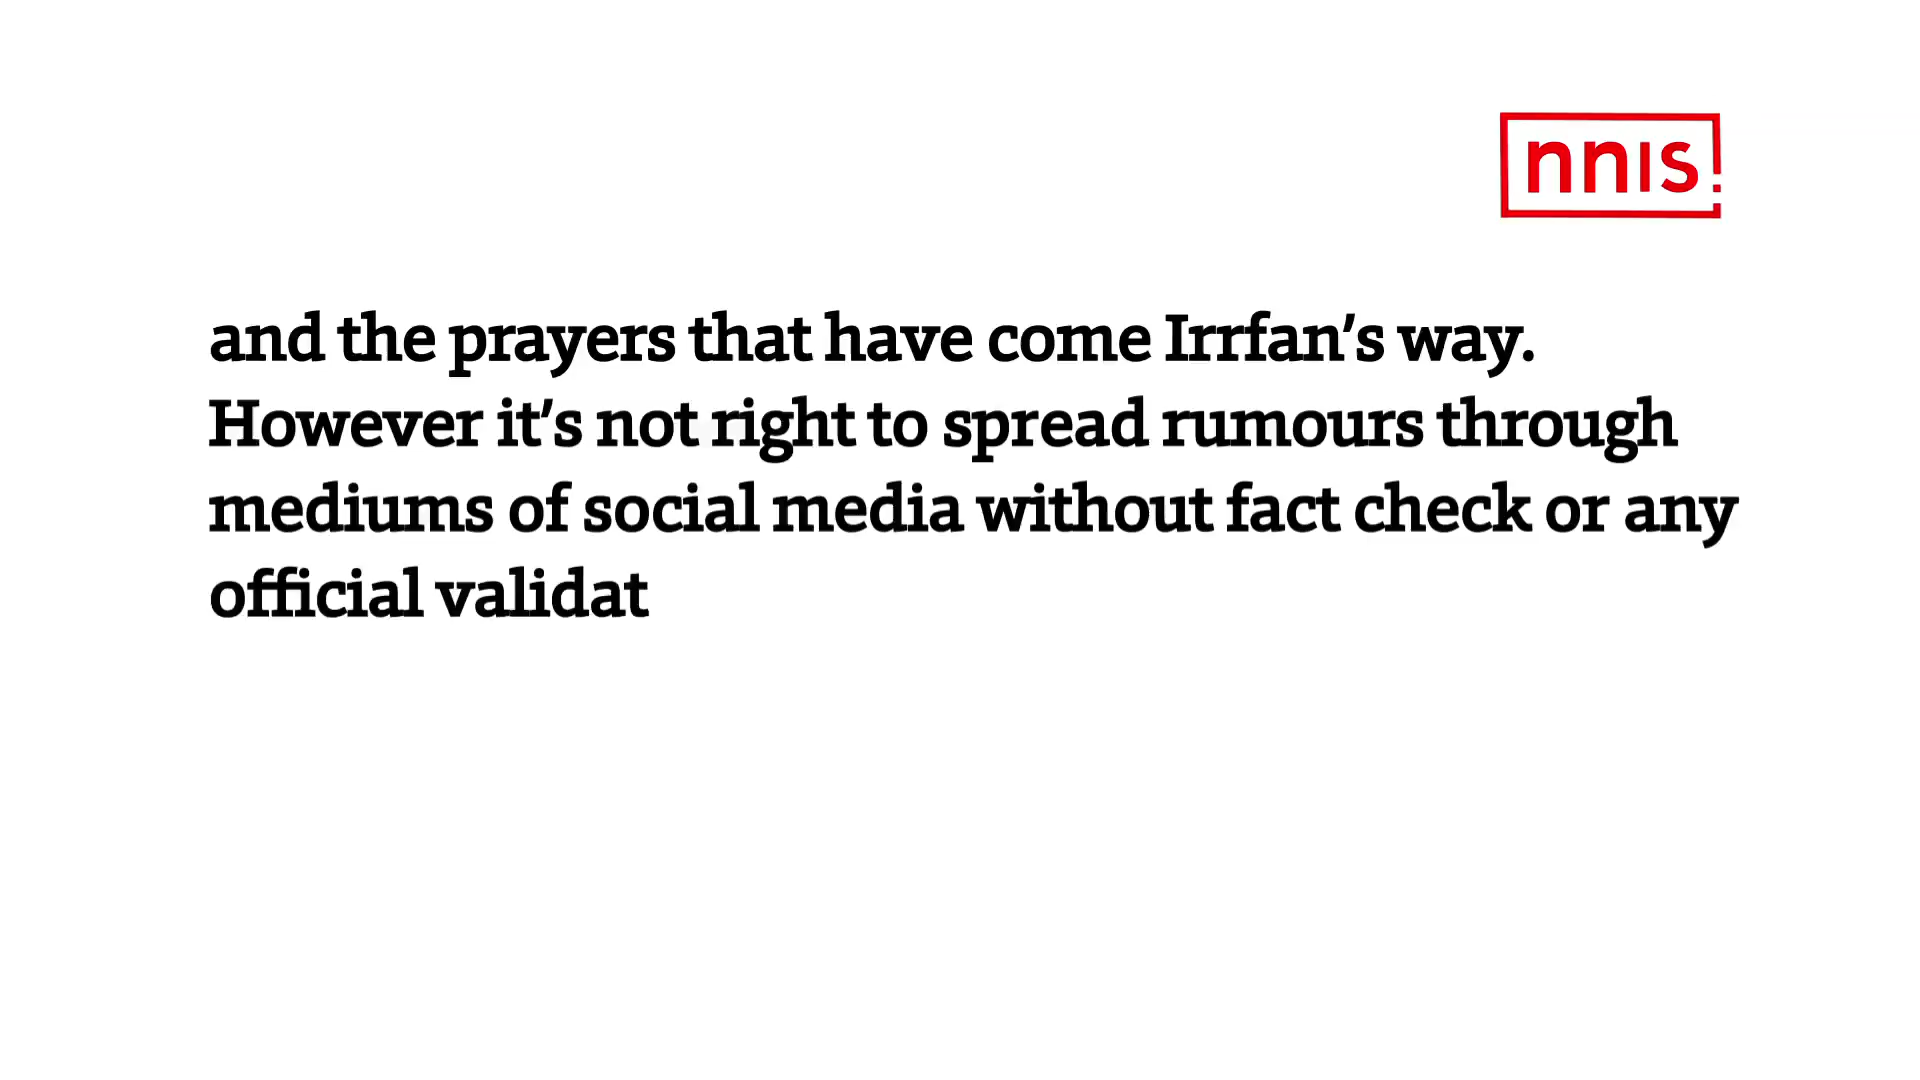 nnis!
and the prayers that have come Irrfan’s way.
However it’s not right to spread rumours through
mediums of social media without fact check or any
official validat